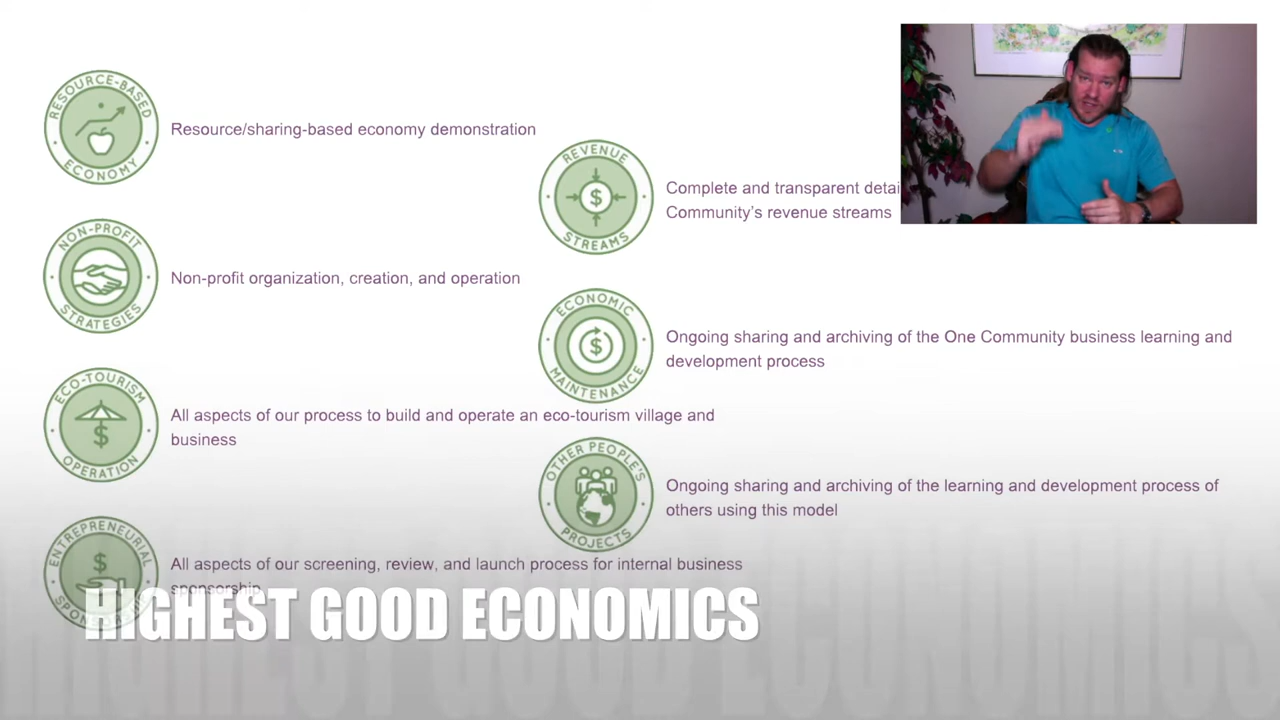 RESOURCE-BASED
ECONOMY
Resource/sharing-based economy demonstration
REVENUE
STREAMS
Complete and transparent
Community's revenue streams
NON-PROFIT
STRATEGIES
Non-profit organization, creation, and operation
ECONOMIC
MAINTENANCE
Ongoing sharing and archiving of the One Community business learning and
development process
ECO-TOURISM
OPERATION
All aspects of our process to build and operate an eco-tourism village and
business
OTHER PEOPLE'S
PROJECTS
Ongoing sharing and archiving of the learning and development process of
others using this model
ENTREPRENEURIAL
All aspects of our screening, review, and launch process for internal business
sponsorship
HIGHEST GOOD ECONOMICS